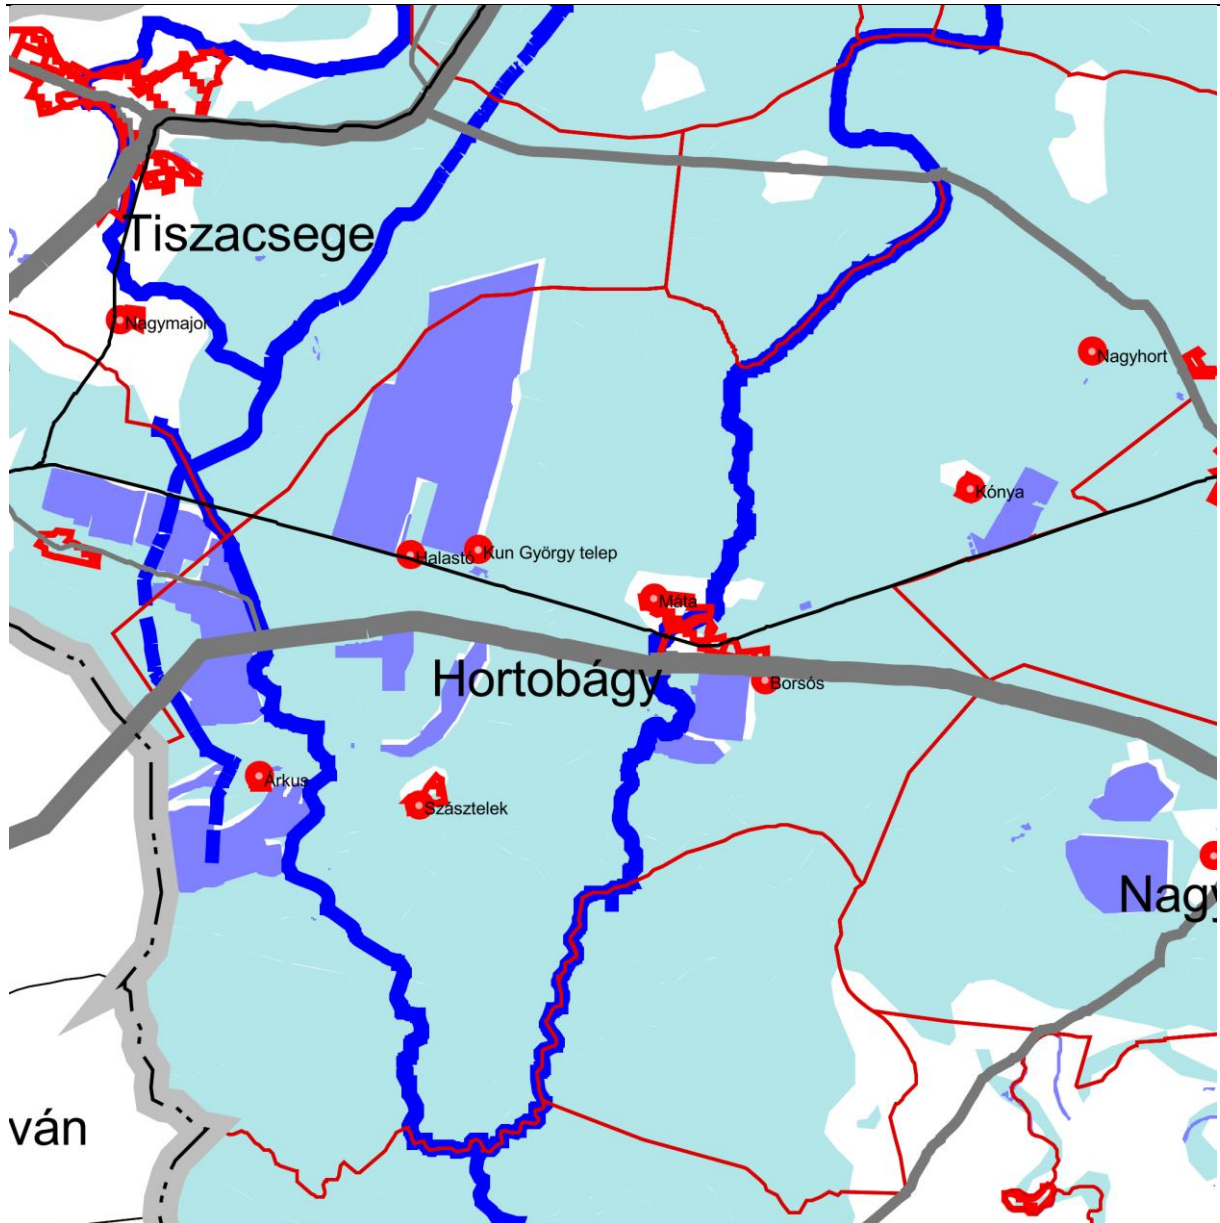 Tiszacsege
Nagymajor
Nagyhort
Kónya
Halastó
Kun György telep
Máta
Hortobágy
Borsós
Árkus
Szásztelek
Nagy
ván